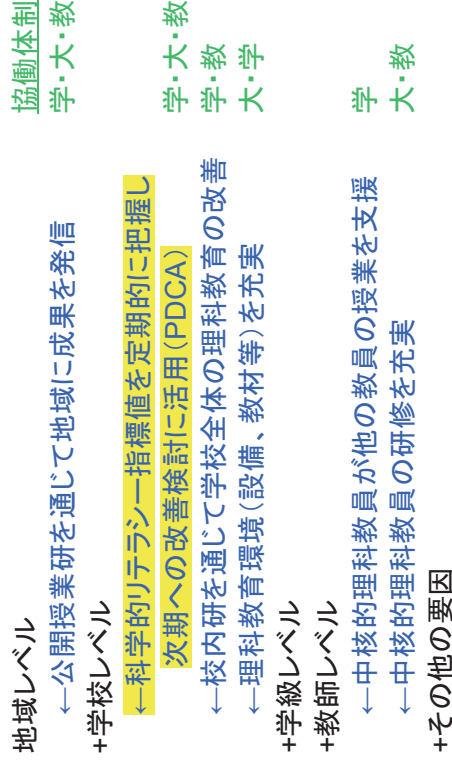 協働体制
地域レベル
←公開授業研を通じて地域に成果を発信 学・大・教
+学校レベル
←科学的リテラシー指標値を定期的に把握し 学・大・教
次期への改善検討に活用(PDCA)
←校内研を通じて学校全体の理科教育の改善 学・教
←理科教育環境(設備、教材等)を充実 大・学
+学級レベル
+教師レベル
←中核的理科教員が他の教員の授業を支援 学
←中核的理科教員の研修を充実 大・教
+その他の要因